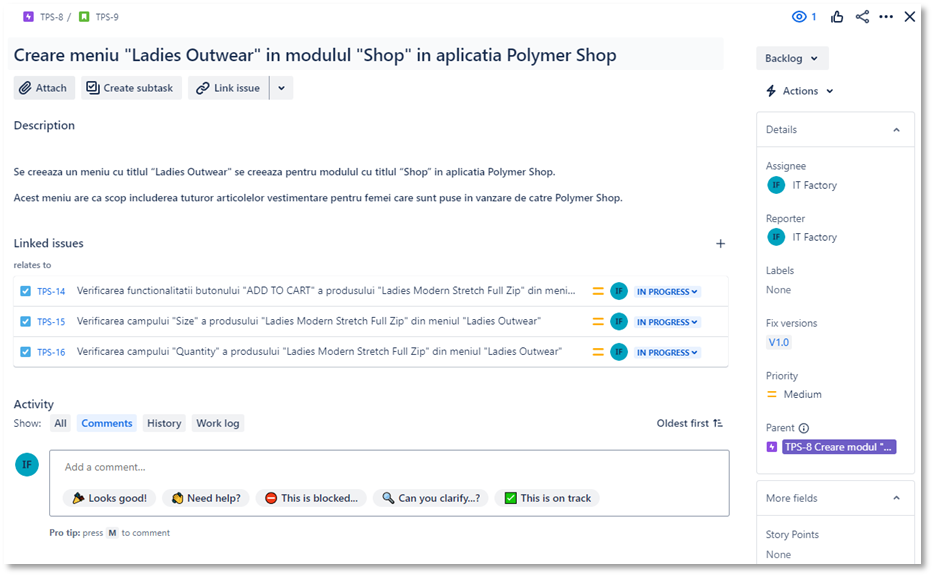 TPS-8 / TPS-9
1
Creare meniu "Ladies Outwear" in modulul "Shop" in aplicatia Polymer Shop
Attach
Create subtask
Link issue
Description
Se creeaza un meniu cu titlul "Ladies Outwear" se creeaza pentru modulul cu titlul "Shop" in aplicatia Polymer Shop.
Acest meniu are ca scop includerea tuturor articolelor vestimentare pentru femei care sunt puse in vanzare de catre Polymer Shop.
Linked issues
relates to
TPS-14 Verificarea functionalitatii butonului "ADD TO CART" a produsului "Ladies Modern Stretch Full Zip" din meni... IF IN PROGRESS
TPS-15 Verificarea campului "Size" a produsului "Ladies Modern Stretch Full Zip" din meniul "Ladies Outwear" IF IN PROGRESS
TPS-16 Verificarea campului "Quantity" a produsului "Ladies Modern Stretch Full Zip" din meniul "Ladies Outwear" IF IN PROGRESS
Activity
Show: All Comments History Work log Oldest first
IF
Add a comment...
Looks good! Need help? This is blocked... Can you clarify...? This is on track
Pro tip: press M to comment
Backlog
Actions
Details
Assignee
IF IT Factory
Reporter
IF IT Factory
Labels
None
Fix versions
V1.0
Priority
Medium
Parent
TPS-8 Creare modul "...
More fields
Story Points
None